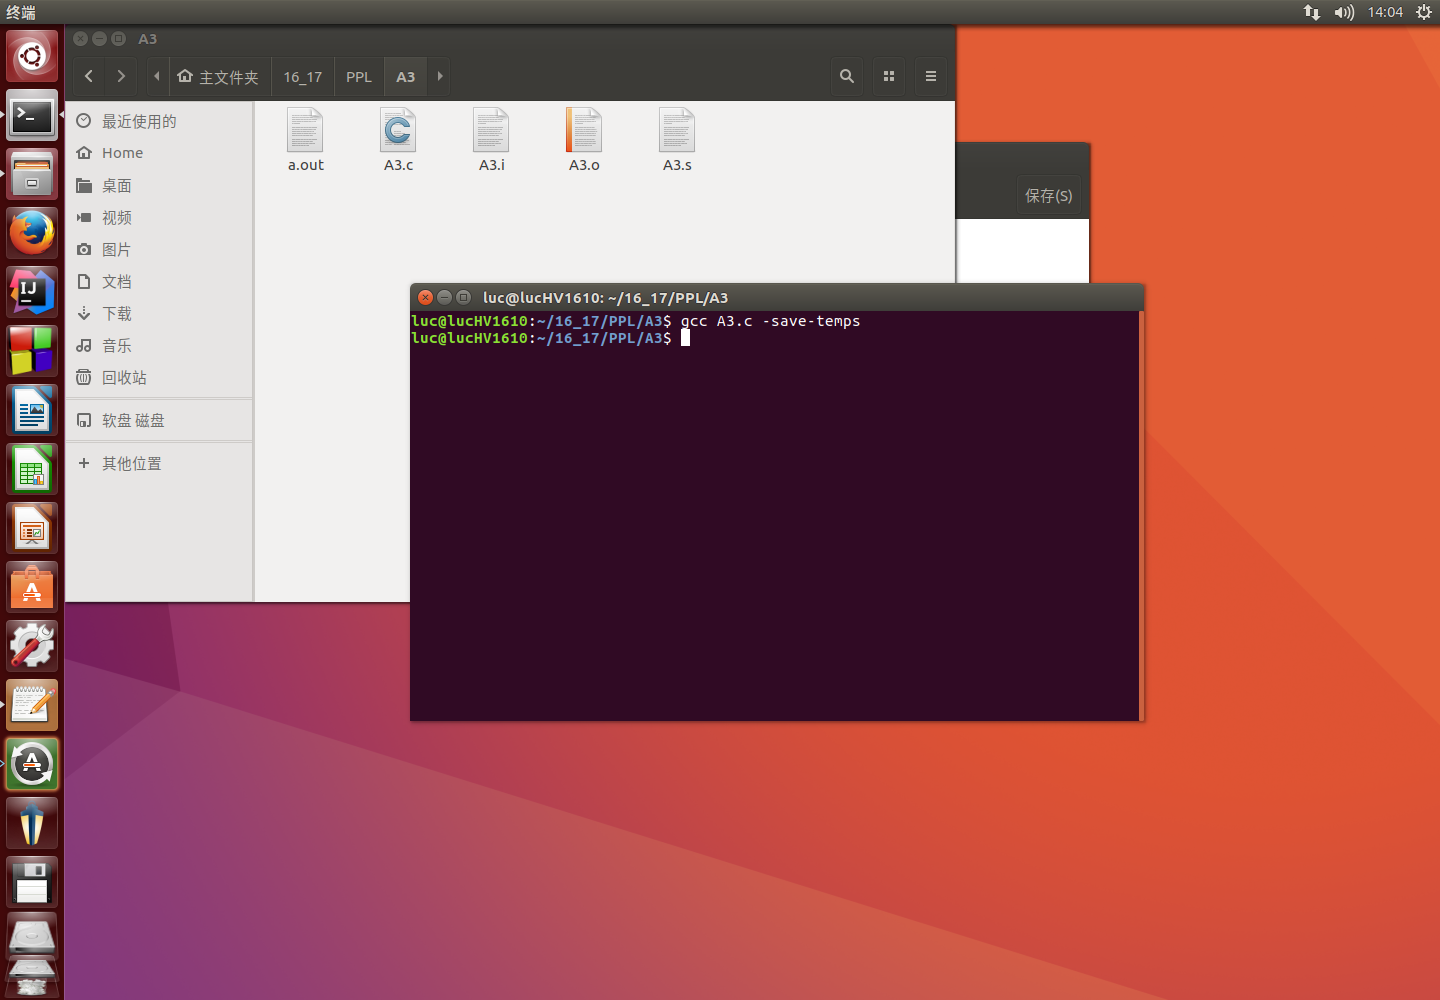 终端
14:04
A3
主文件夹
16_17
PPL
A3
最近使用的
Home
桌面
视频
图片
文档
下载
音乐
回收站
软盘 磁盘
其他位置
a.out
A3.c
A3.i
A3.o
A3.s
保存(S)
luc@lucHV1610: ~/16_17/PPL/A3
luc@lucHV1610:~/16_17/PPL/A3$ gcc A3.c -save-temps
luc@lucHV1610:~/16_17/PPL/A3$
IJ